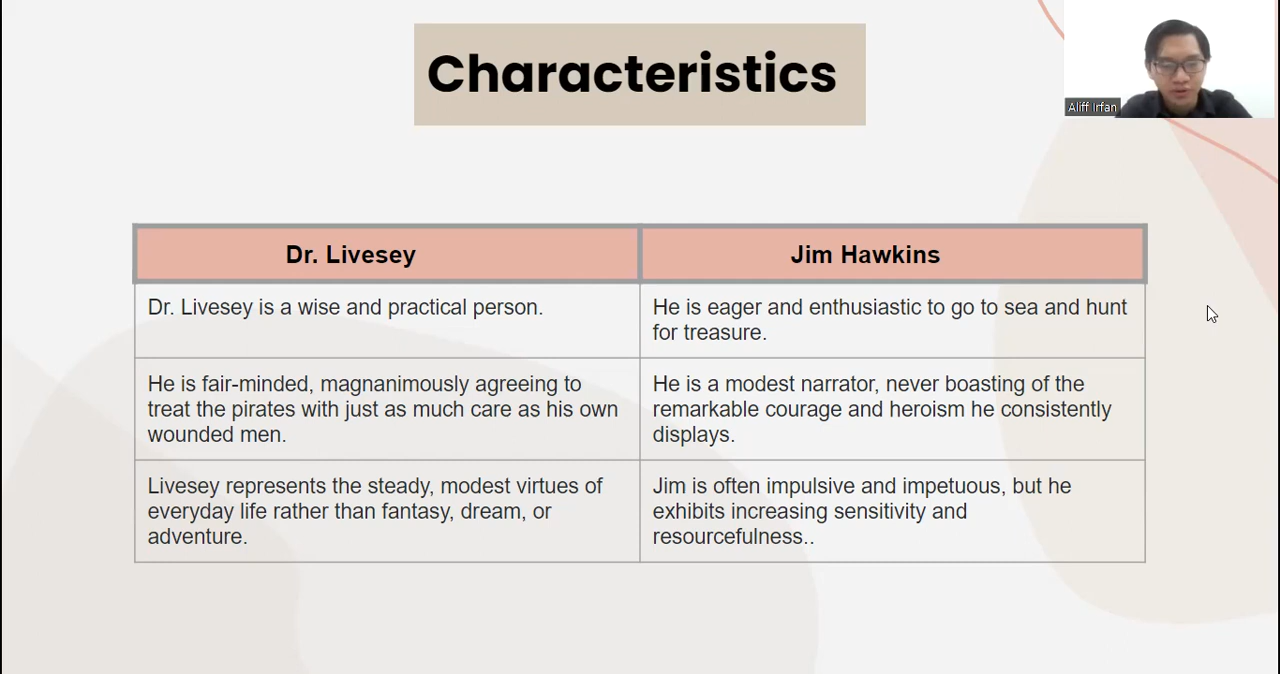 Characteristics
Aliff Irfan
Dr. Livesey
Jim Hawkins
Dr. Livesey is a wise and practical person.
He is eager and enthusiastic to go to sea and hunt
for treasure.
He is fair-minded, magnanimously agreeing to
treat the pirates with just as much care as his own
wounded men.
He is a modest narrator, never boasting of the
remarkable courage and heroism he consistently
displays.
Livesey represents the steady, modest virtues of
everyday life rather than fantasy, dream, or
adventure.
Jim is often impulsive and impetuous, but he
exhibits increasing sensitivity and
resourcefulness..